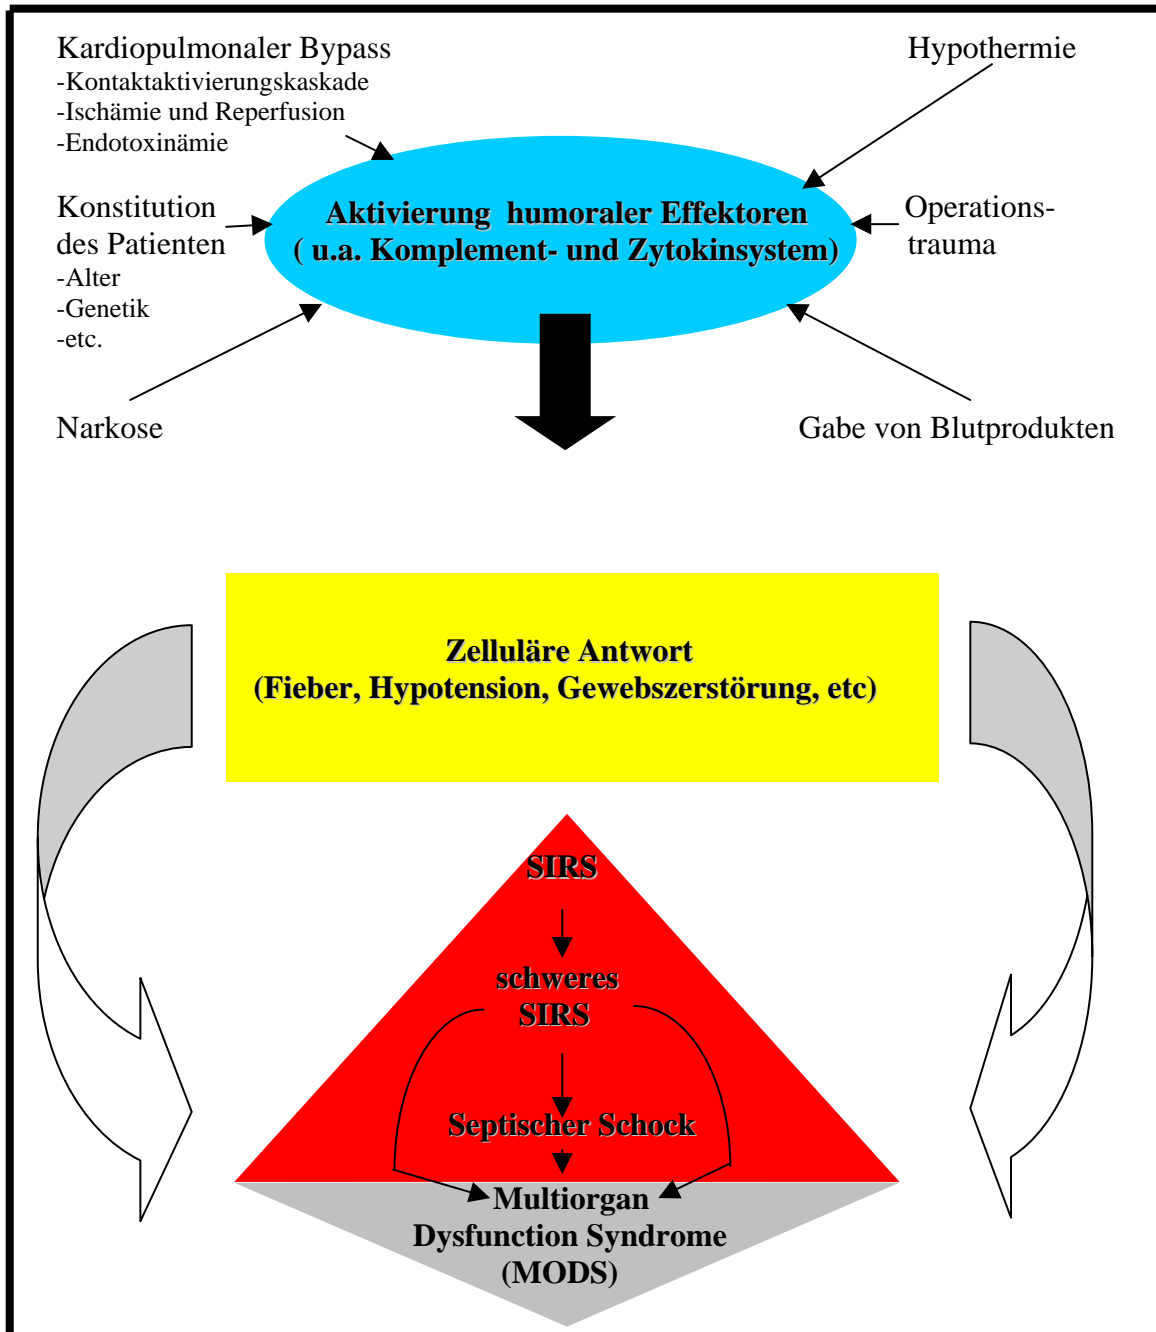 Kardiopulmonaler Bypass
-Kontaktaktivierungskaskade
-Ischämie und Reperfusion
-Endotoxinämie
Hypothermie
Konstitution
des Patienten
-Alter
-Genetik
-etc.
Aktivierung humoraler Effektoren
( u.a. Komplement- und Zytokinsystem)
Operations-
trauma
Narkose
Gabe von Blutprodukten
Zelluläre Antwort
(Fieber, Hypotension, Gewebszerstörung, etc)
SIRS
schweres
SIRS
Septischer Schock
Multiorgan
Dysfunction Syndrome
(MODS)